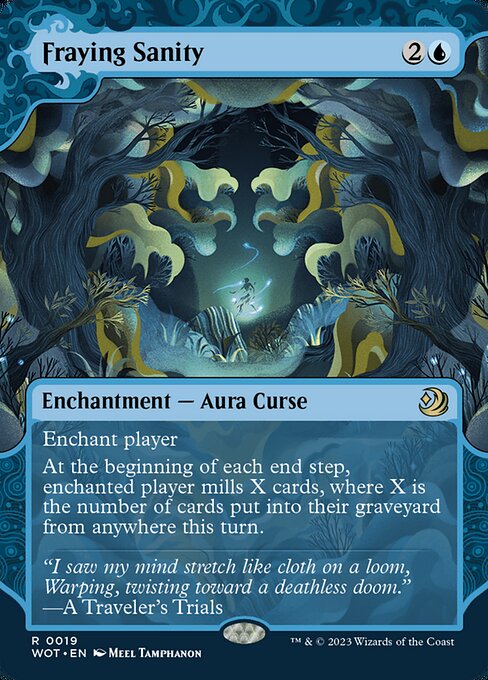 Fraying Sanity 2
Enchantment — Aura Curse
Enchant player
At the beginning of each end step,
enchanted player mills X cards, where X is
the number of cards put into their graveyard
from anywhere this turn.
“I saw my mind stretch like cloth on a loom,
Warping, twisting toward a deathless doom.”
—A Traveler’s Trials
R 0019
WOT • EN MEEL TAMPHANON
™ & © 2023 Wizards of the Coast